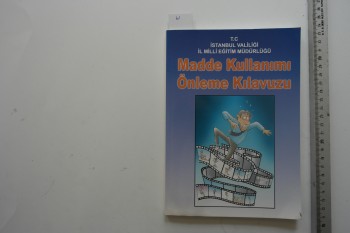 T.C
İSTANBUL VALİLİĞİ
İL MİLLİ EĞİTİM MÜDÜRLÜĞÜ
Madde Kullanımı
Önleme Kılavuzu